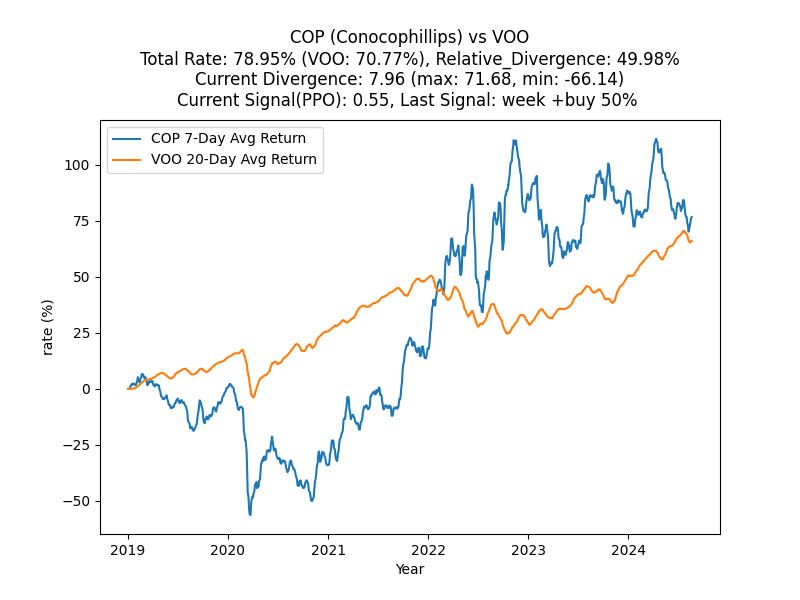 COP (Conocophillips) vs VOO
Total Rate: 78.95% (VOO: 70.77%), Relative_Divergence: 49.98%
Current Divergence: 7.96 (max: 71.68, min: -66.14)
Current Signal(PPO): 0.55, Last Signal: week +buy 50%
COP 7-Day Avg Return
VOO 20-Day Avg Return
rate (%)
100
75
50
25
0
−25
−50
2019 2020 2021 2022 2023 2024
Year